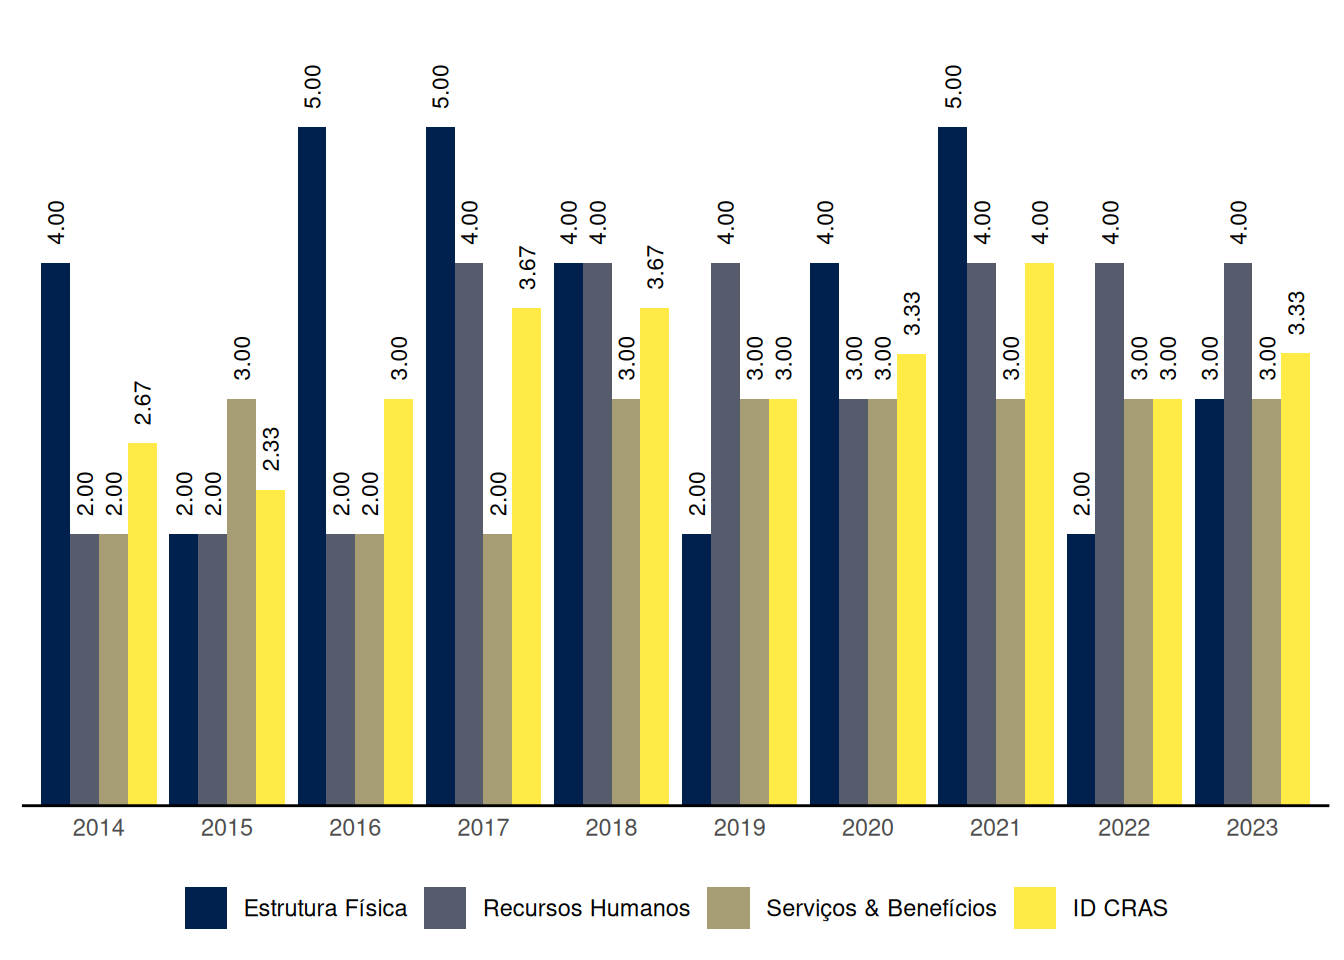 4.00 2.00 2.00 2.67
2.00 2.00 3.00 2.33
5.00 2.00 2.00 3.00
5.00 4.00 2.00 3.67
4.00 4.00 3.00 3.67
2.00 4.00 3.00 3.00
4.00 3.00 3.00 3.33
5.00 4.00 3.00 4.00
2.00 4.00 3.00 3.00
3.00 4.00 3.00 3.33
2014 2015 2016 2017 2018 2019 2020 2021 2022 2023
Estrutura Física Recursos Humanos Serviços & Benefícios ID CRAS